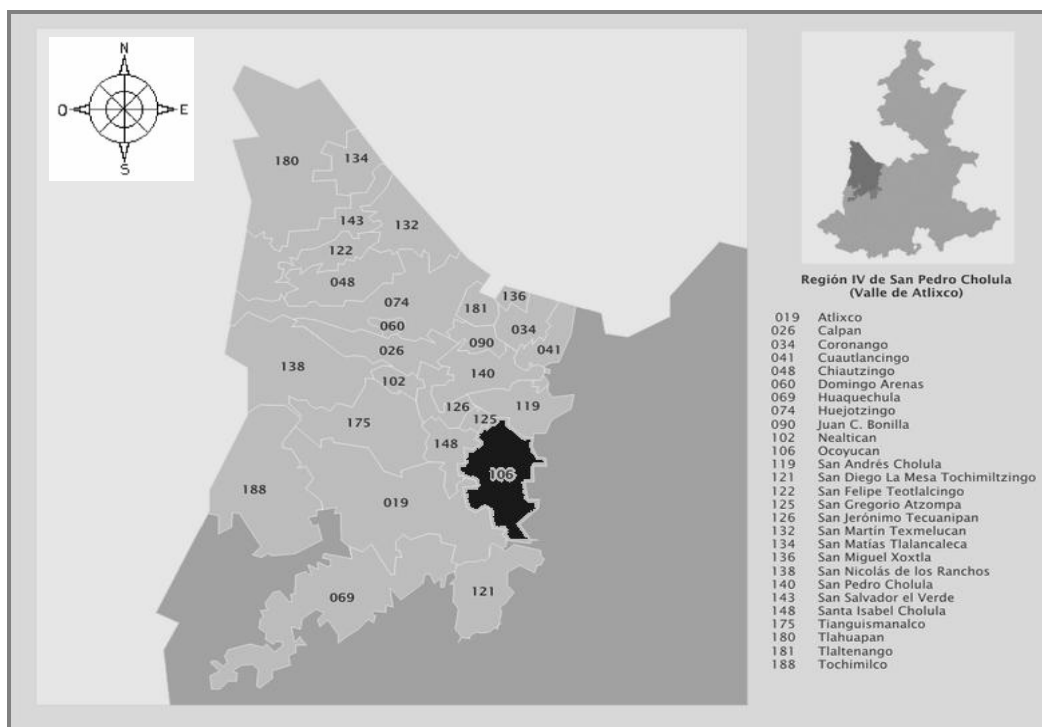 N
O E
S
180
134
143
132
122
048
074
181
136
034
060
090
041
026
138
102
140
126
119
125
175
148
106
188
019
069
121
Región IV de San Pedro Cholula
(Valle de Atlixco)
019 Atlixco
026 Calpan
034 Coronango
041 Cuautlancingo
048 Chiautzingo
060 Domingo Arenas
069 Huaquechula
074 Huejotzingo
090 Juan C. Bonilla
102 Nealtican
106 Ocoyucan
119 San Andrés Cholula
121 San Diego La Mesa Tochimiltzingo
122 San Felipe Teotlalcingo
125 San Gregorio Atzompa
126 San Jerónimo Tecuanipan
132 San Martín Texmelucan
134 San Matías Tlalancaleca
136 San Miguel Xoxtla
138 San Nicolás de los Ranchos
140 San Pedro Cholula
143 San Salvador el Verde
148 Santa Isabel Cholula
175 Tianguismanalco
180 Tlahuapan
181 Tlaltenango
188 Tochimilco